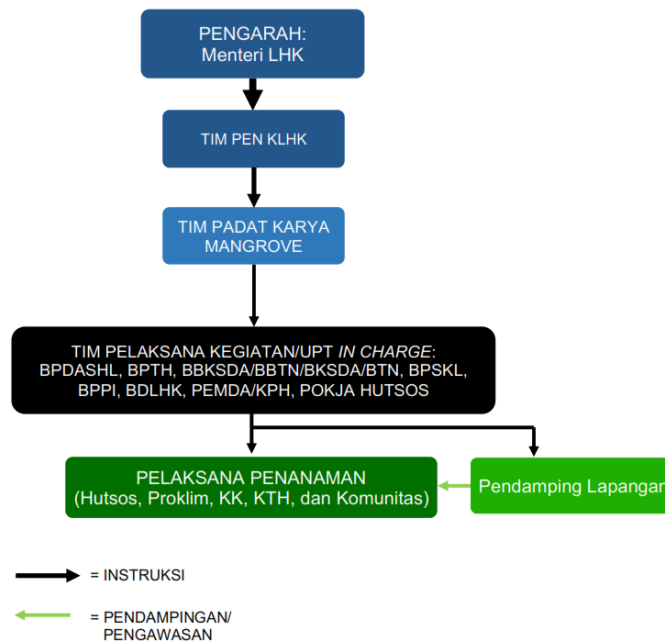 PENGARAH:
Menteri LHK
TIM PEN KLHK
TIM PADAT KARYA
MANGROVE
TIM PELAKSANA KEGIATAN/UPT IN CHARGE:
BPDASHL, BPTH, BBKSDA/BBTN/BKSDA/BTN, BPSKL,
BPPI, BDLHK, PEMDA/KPH, POKJA HUTSOS
PELAKSANA PENANAMAN
(Hutsos, Proklim, KK, KTH, dan Komunitas)
Pendamping Lapangan
= INSTRUKSI
= PENDAMPINGAN/
PENGAWASAN